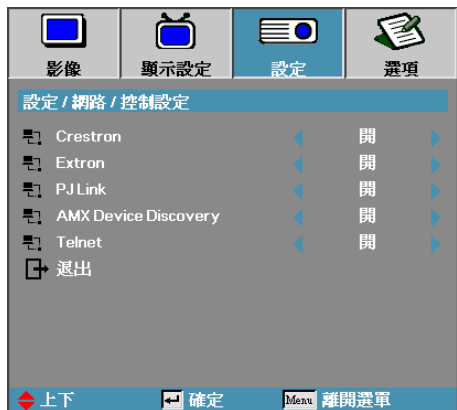 影像 顯示設定 設定 選項
設定 / 網路 / 控制設定
Crestron 開
Extron 開
PJ Link 開
AMX Device Discovery 開
Telnet 開
退出
上下 確定 Menu 離開選單